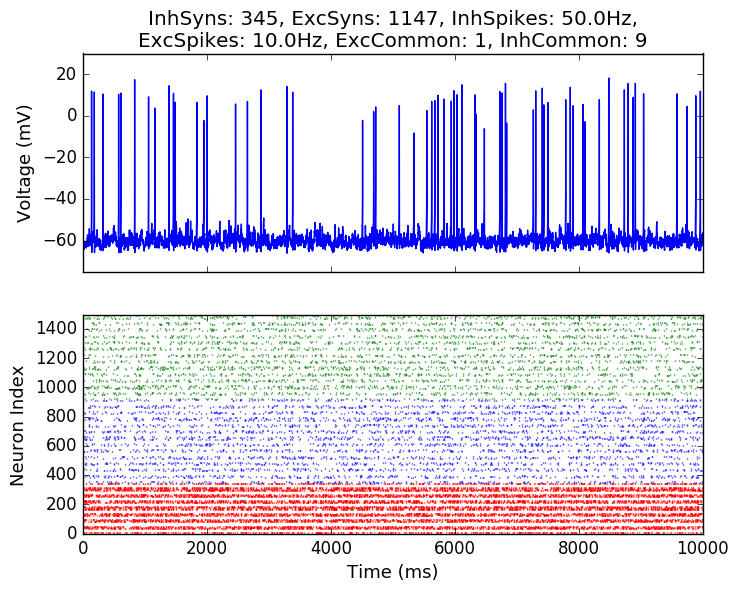 InhSyns: 345, ExcSyns: 1147, InhSpikes: 50.0Hz,
ExcSpikes: 10.0Hz, ExcCommon: 1, InhCommon: 9
20
0
−20
−40
−60
Voltage (mV)
1400
1200
1000
800
600
400
200
0
Neuron Index
0 2000 4000 6000 8000 10000
Time (ms)